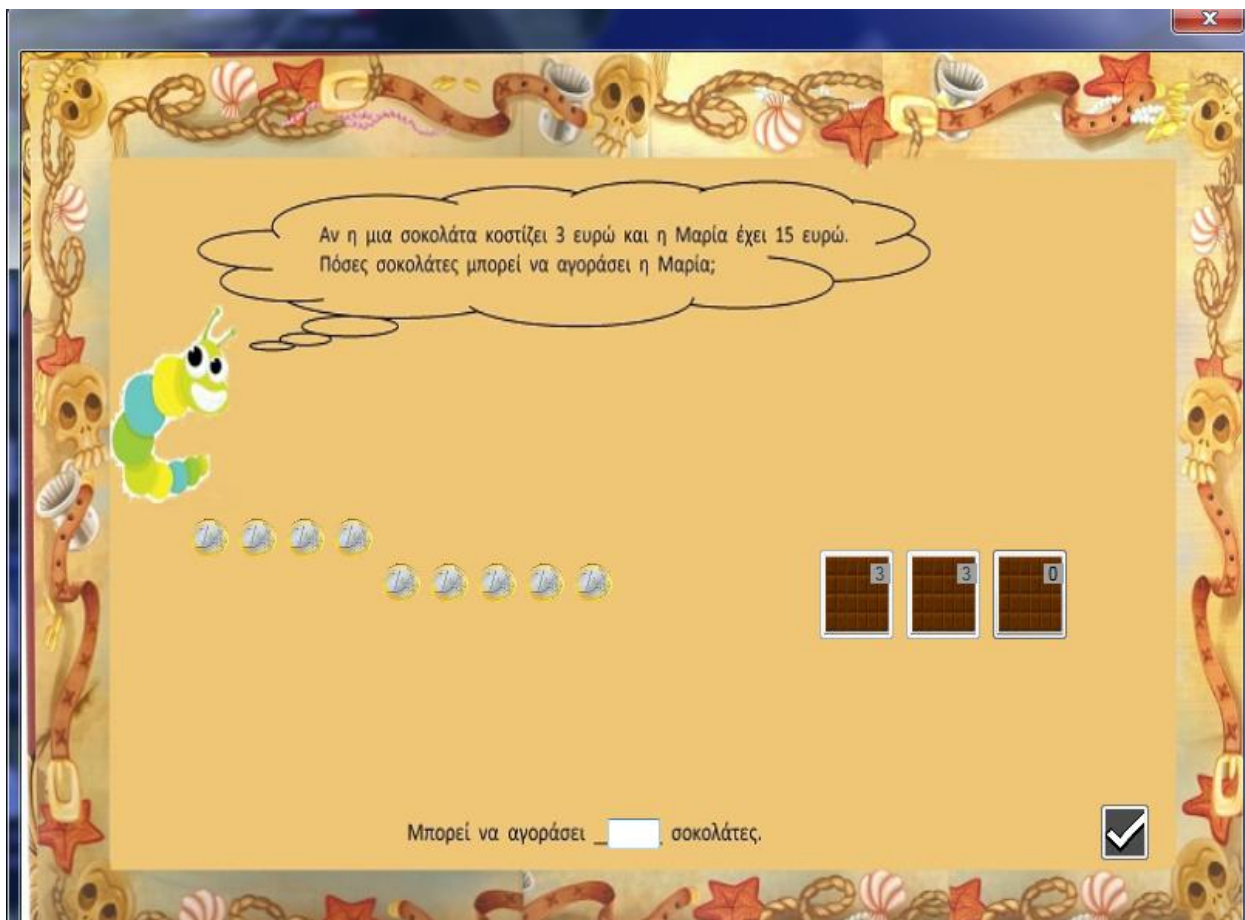 Αν η μια σοκολάτα κοστίζει 3 ευρώ και η Μαρία έχει 15 ευρώ.
Πόσες σοκολάτες μπορεί να αγοράσει η Μαρία;
3 3 0
Μπορεί να αγοράσει _ σοκολάτες.